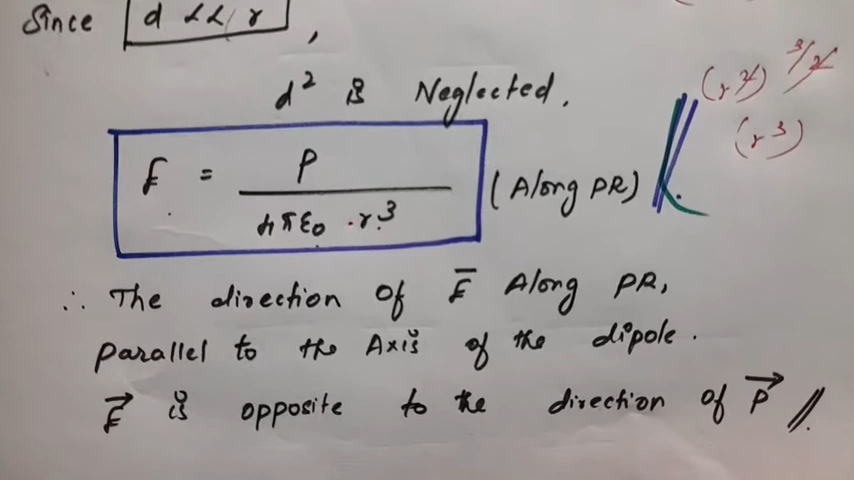 Since d << r ,
d² is Neglected.
(r²)^3/2
(r³)
E = P / 4πε₀ . r³ (Along PR)
∴ The direction of E̅ Along PR,
parallel to the Axis of the dipole.
E⃗ is opposite to the direction of P⃗ //.